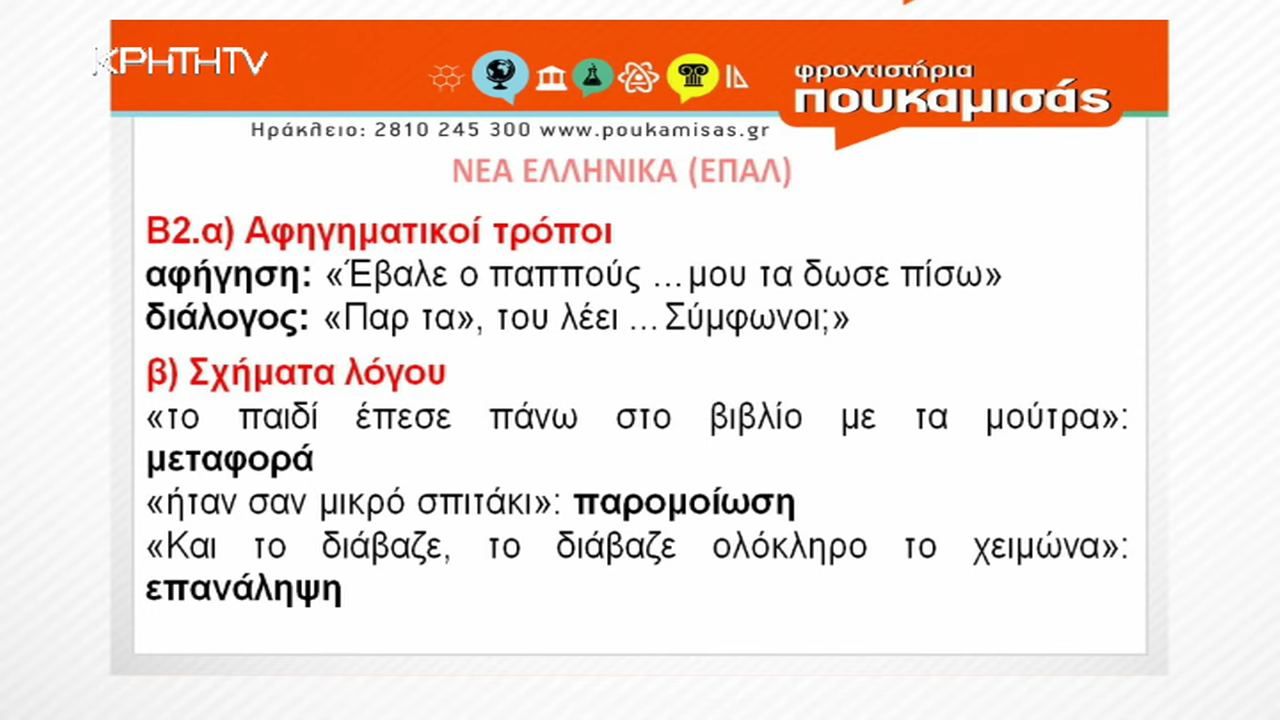 ΚΡΗΤΗTV
φροντιστήρια
πουκαμισάς
Ηράκλειο: 2810 245 300 www.poukamisas.gr
ΝΕΑ ΕΛΛΗΝΙΚΑ (ΕΠΑΛ)
Β2.α) Αφηγηματικοί τρόποι
αφήγηση: «Έβαλε ο παππούς ...μου τα δωσε πίσω»
διάλογος: «Παρ τα», του λέει ... Σύμφωνοι;»
β) Σχήματα λόγου
«το παιδί έπεσε πάνω στο βιβλίο με τα μούτρα»:
μεταφορά
«ήταν σαν μικρό σπιτάκι»: παρομοίωση
«Και το διάβαζε, το διάβαζε ολόκληρο το χειμώνα»:
επανάληψη